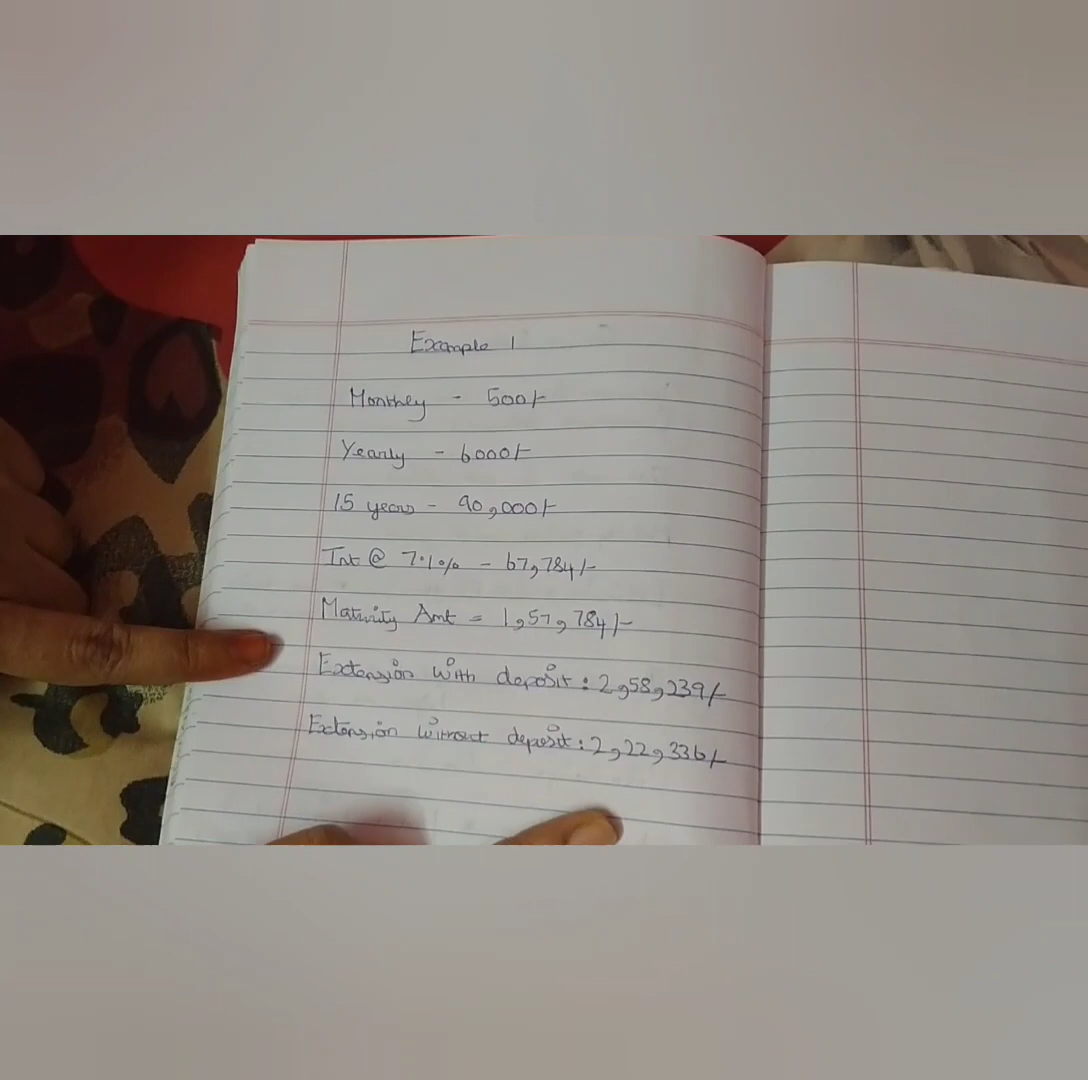 Example 1
Monthly - 500/-
Yearly - 6000/-
15 years - 90,000/-
Int @ 7.1% - 67,784/-
Maturity Amt = 1,57,784/-
Extension with deposit : 2,58,239/-
Extension without deposit : 2,22,336/-